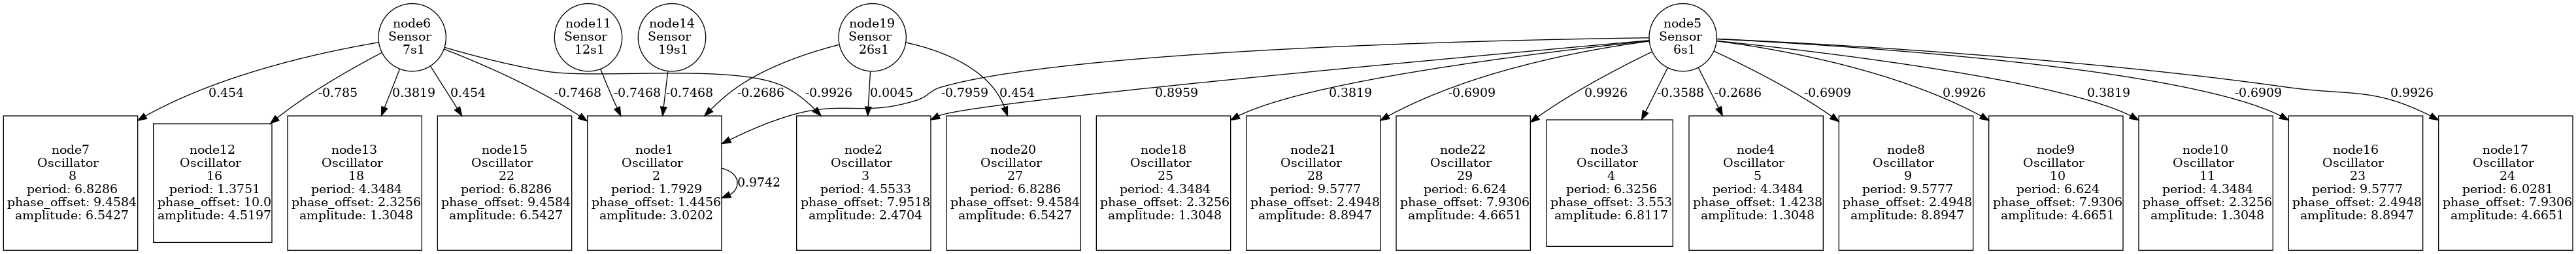 node6
Sensor
7s1
node11
Sensor
12s1
node14
Sensor
19s1
node19
Sensor
26s1
node5
Sensor
6s1
0.454
-0.785
0.3819
0.454
-0.7468
-0.7468
-0.7468
-0.2686
-0.9926
0.0045
-0.7959
0.454
0.8959
0.3819
-0.6909
0.9926
-0.3588
-0.2686
-0.6909
0.9926
0.3819
-0.6909
0.9926
node7
Oscillator
8
period: 6.8286
phase_offset: 9.4584
amplitude: 6.5427
node12
Oscillator
16
period: 1.3751
phase_offset: 10.0
amplitude: 4.5197
node13
Oscillator
18
period: 4.3484
phase_offset: 2.3256
amplitude: 1.3048
node15
Oscillator
22
period: 6.8286
phase_offset: 9.4584
amplitude: 6.5427
node1
Oscillator
2
period: 1.7929
phase_offset: 1.4456
amplitude: 3.0202
0.9742
node2
Oscillator
3
period: 4.5533
phase_offset: 7.9518
amplitude: 2.4704
node20
Oscillator
27
period: 6.8286
phase_offset: 9.4584
amplitude: 6.5427
node18
Oscillator
25
period: 4.3484
phase_offset: 2.3256
amplitude: 1.3048
node21
Oscillator
28
period: 9.5777
phase_offset: 2.4948
amplitude: 8.8947
node22
Oscillator
29
period: 6.624
phase_offset: 7.9306
amplitude: 4.6651
node3
Oscillator
4
period: 6.3256
phase_offset: 3.553
amplitude: 6.8117
node4
Oscillator
5
period: 4.3484
phase_offset: 1.4238
amplitude: 1.3048
node8
Oscillator
9
period: 9.5777
phase_offset: 2.4948
amplitude: 8.8947
node9
Oscillator
10
period: 6.624
phase_offset: 7.9306
amplitude: 4.6651
node10
Oscillator
11
period: 4.3484
phase_offset: 2.3256
amplitude: 1.3048
node16
Oscillator
23
period: 9.5777
phase_offset: 2.4948
amplitude: 8.8947
node17
Oscillator
24
period: 6.0281
phase_offset: 7.9306
amplitude: 4.6651